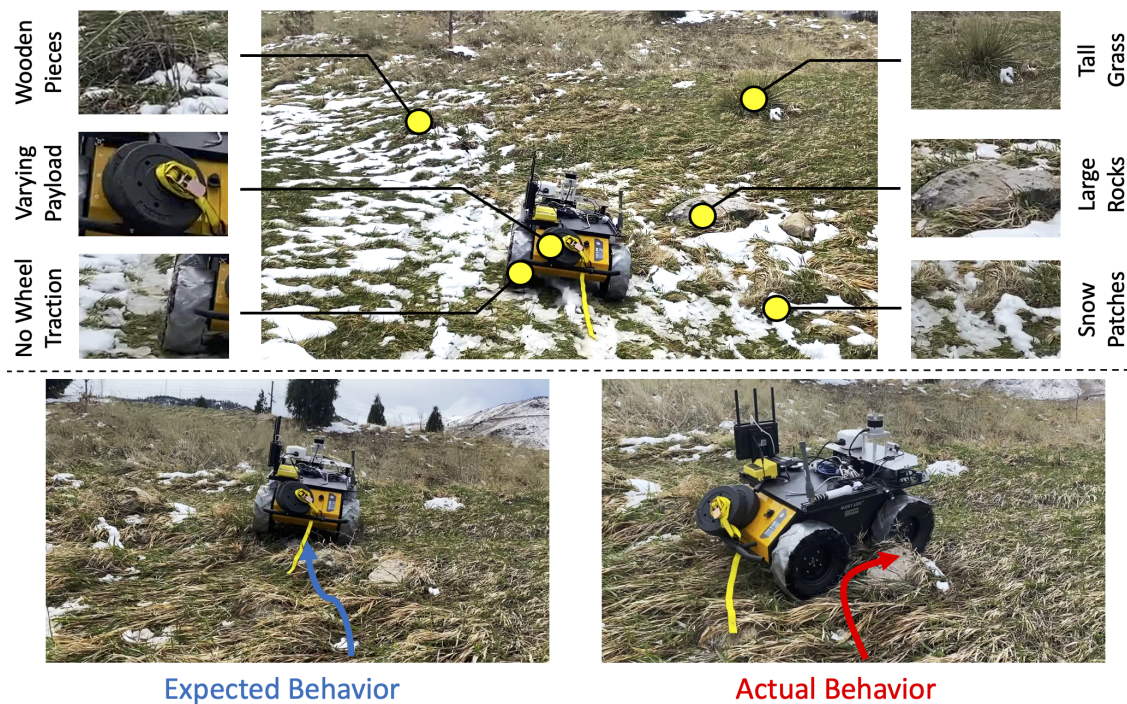 Wooden
Pieces
Varying
Payload
No Wheel
Traction
Tall
Grass
Large
Rocks
Snow
Patches
Expected Behavior
Actual Behavior